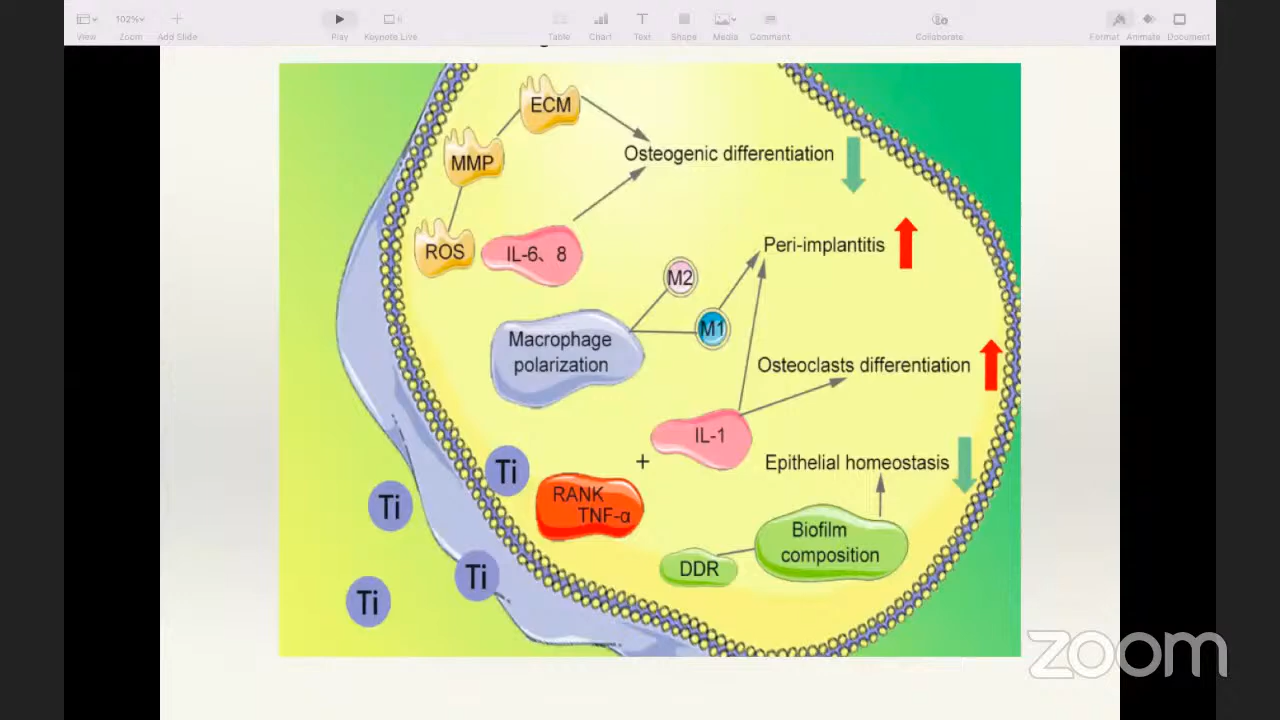 102%
View
Zoom
Add Slide
Play
Keynote Live
Table
Chart
Text
Shape
Media
Comment
Collaborate
Format
Animate
Document
ECM
MMP
ROS
IL-6、8
Osteogenic differentiation
Peri-implantitis
M2
M1
Macrophage
polarization
Osteoclasts differentiation
IL-1
+
RANK
TNF-α
Epithelial homeostasis
Biofilm
composition
DDR
Ti
Ti
Ti
Ti
zoom